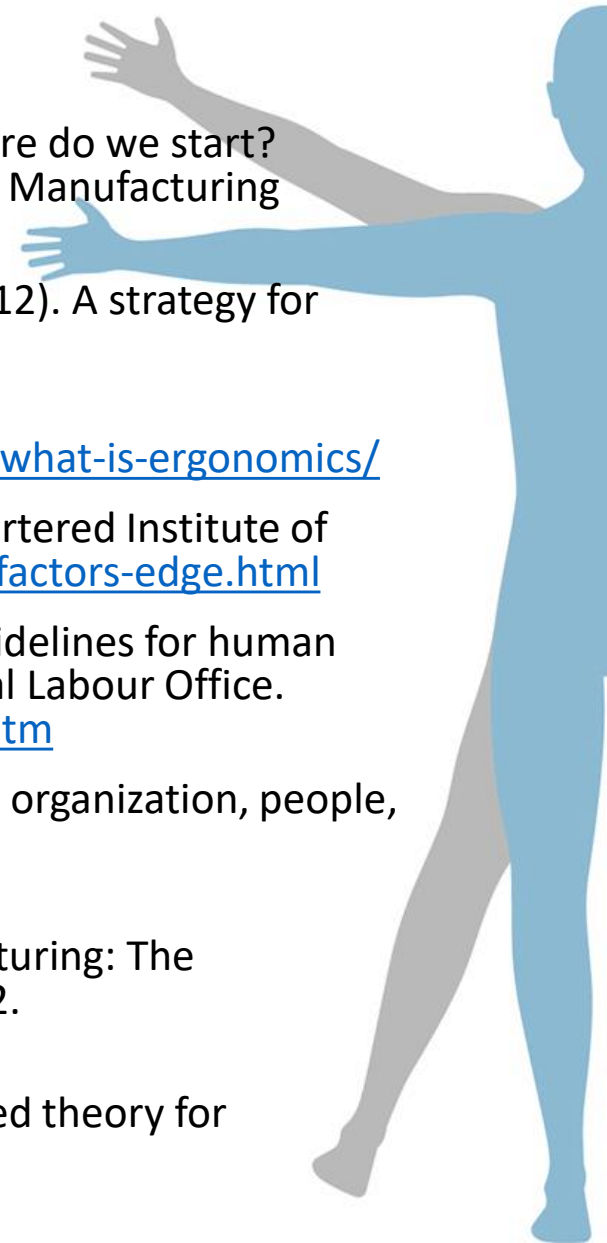 re do we start?
Manufacturing
12). A strategy for
what-is-ergonomics/
rtered Institute of
factors-edge.html
idelines for human
al Labour Office.
tm
organization, people,
turing: The
2.
ed theory for